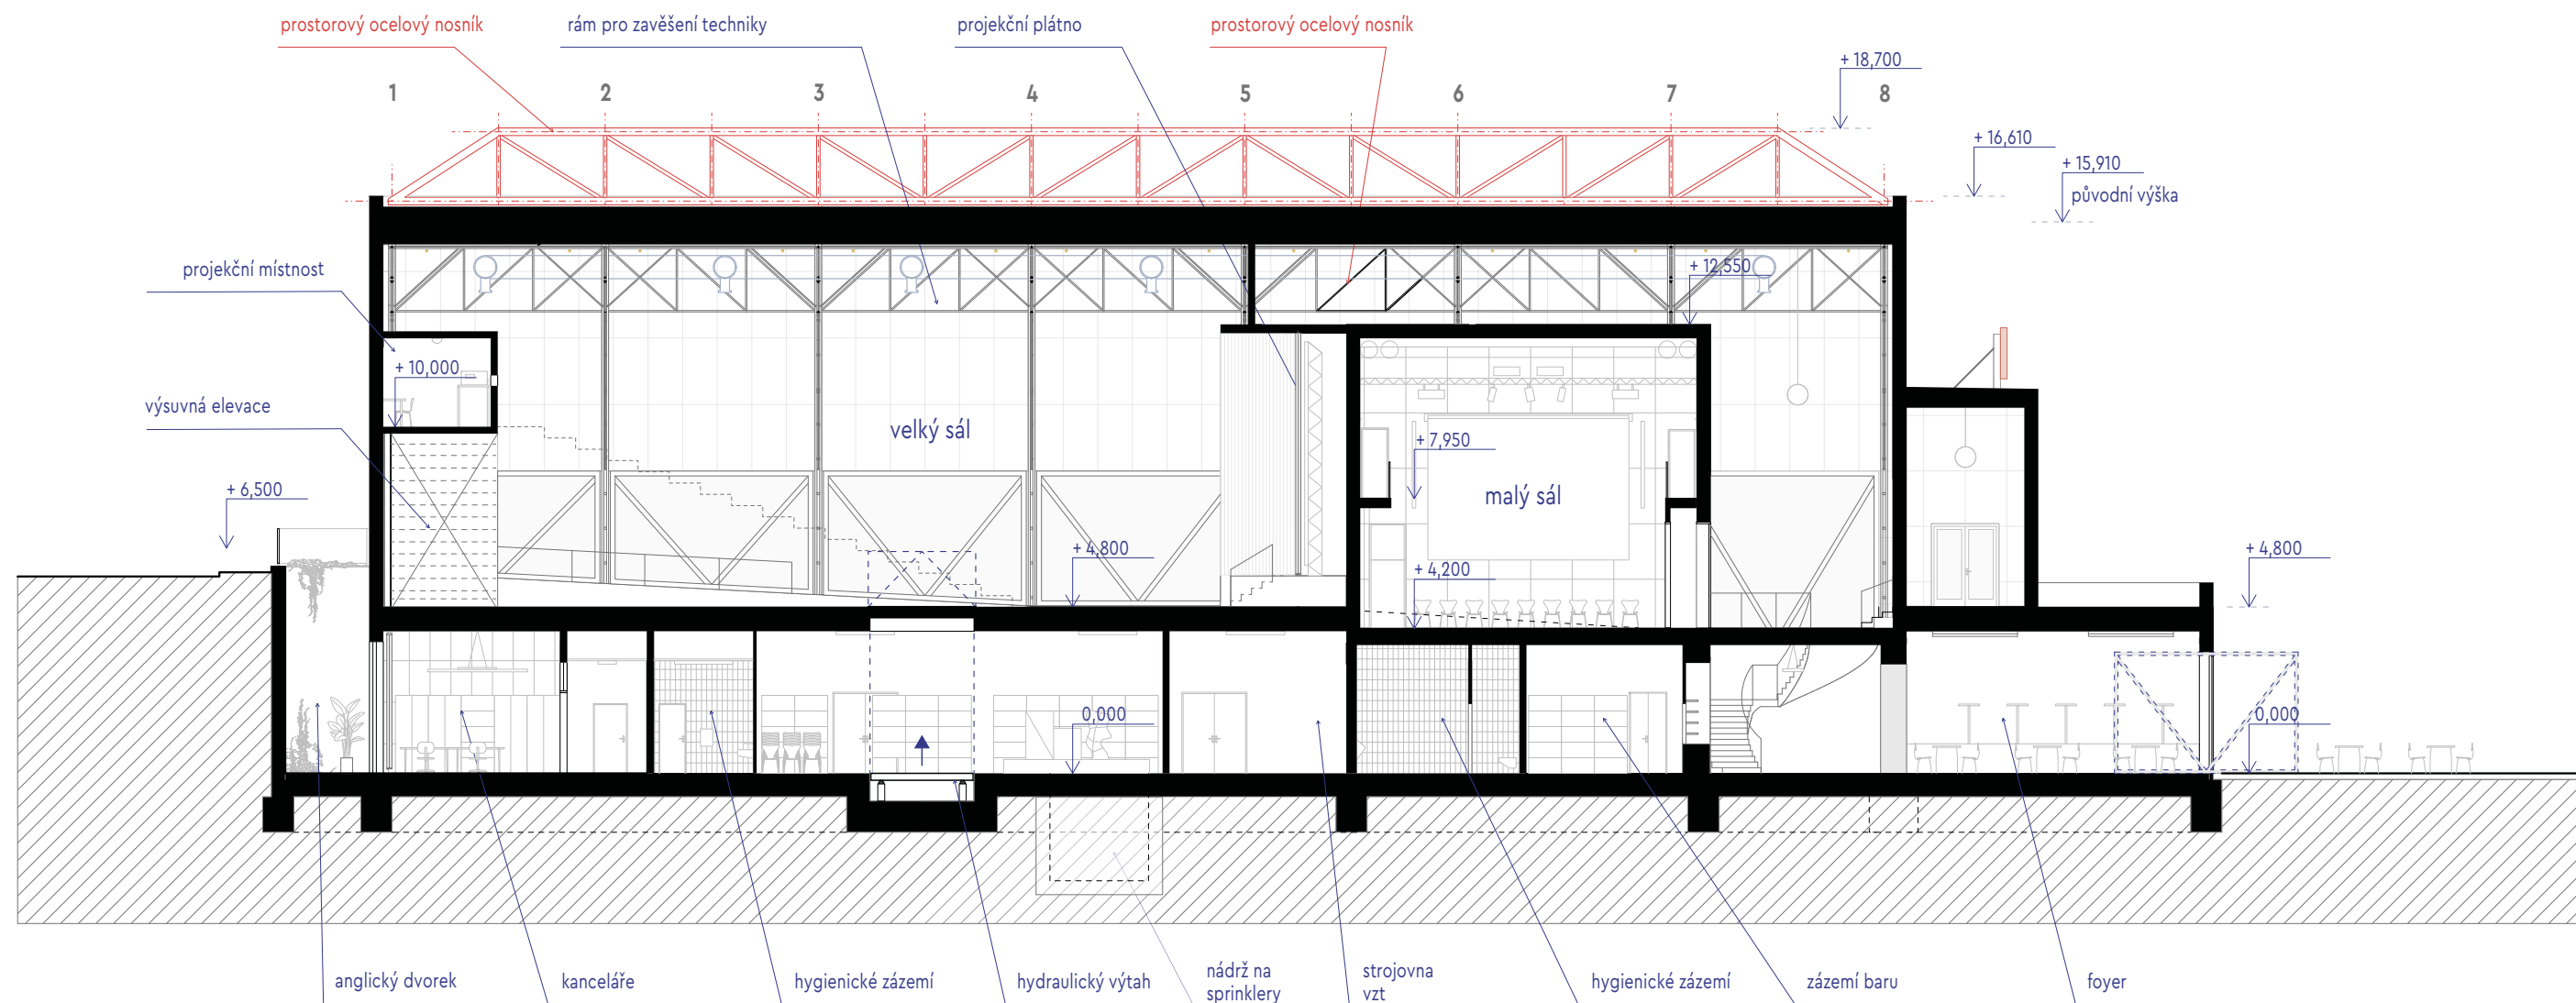 prostorový ocelový nosník
rám pro zavěšení techniky
projekční plátno
prostorový ocelový nosník
+ 18,700
1 2 3 4 5 6 7 8
+ 16,610
+ 15,910
původní výška
projekční místnost
+ 12,550
+ 10,000
výsuvná elevace
velký sál
+ 7,950
malý sál
+ 6,500
+ 4,800
+ 4,800
+ 4,200
0,000
0,000
anglický dvorek
kanceláře
hygienické zázemí
hydraulický výtah
nádrž na
sprinklery
strojovna
vzt
hygienické zázemí
zázemí baru
foyer